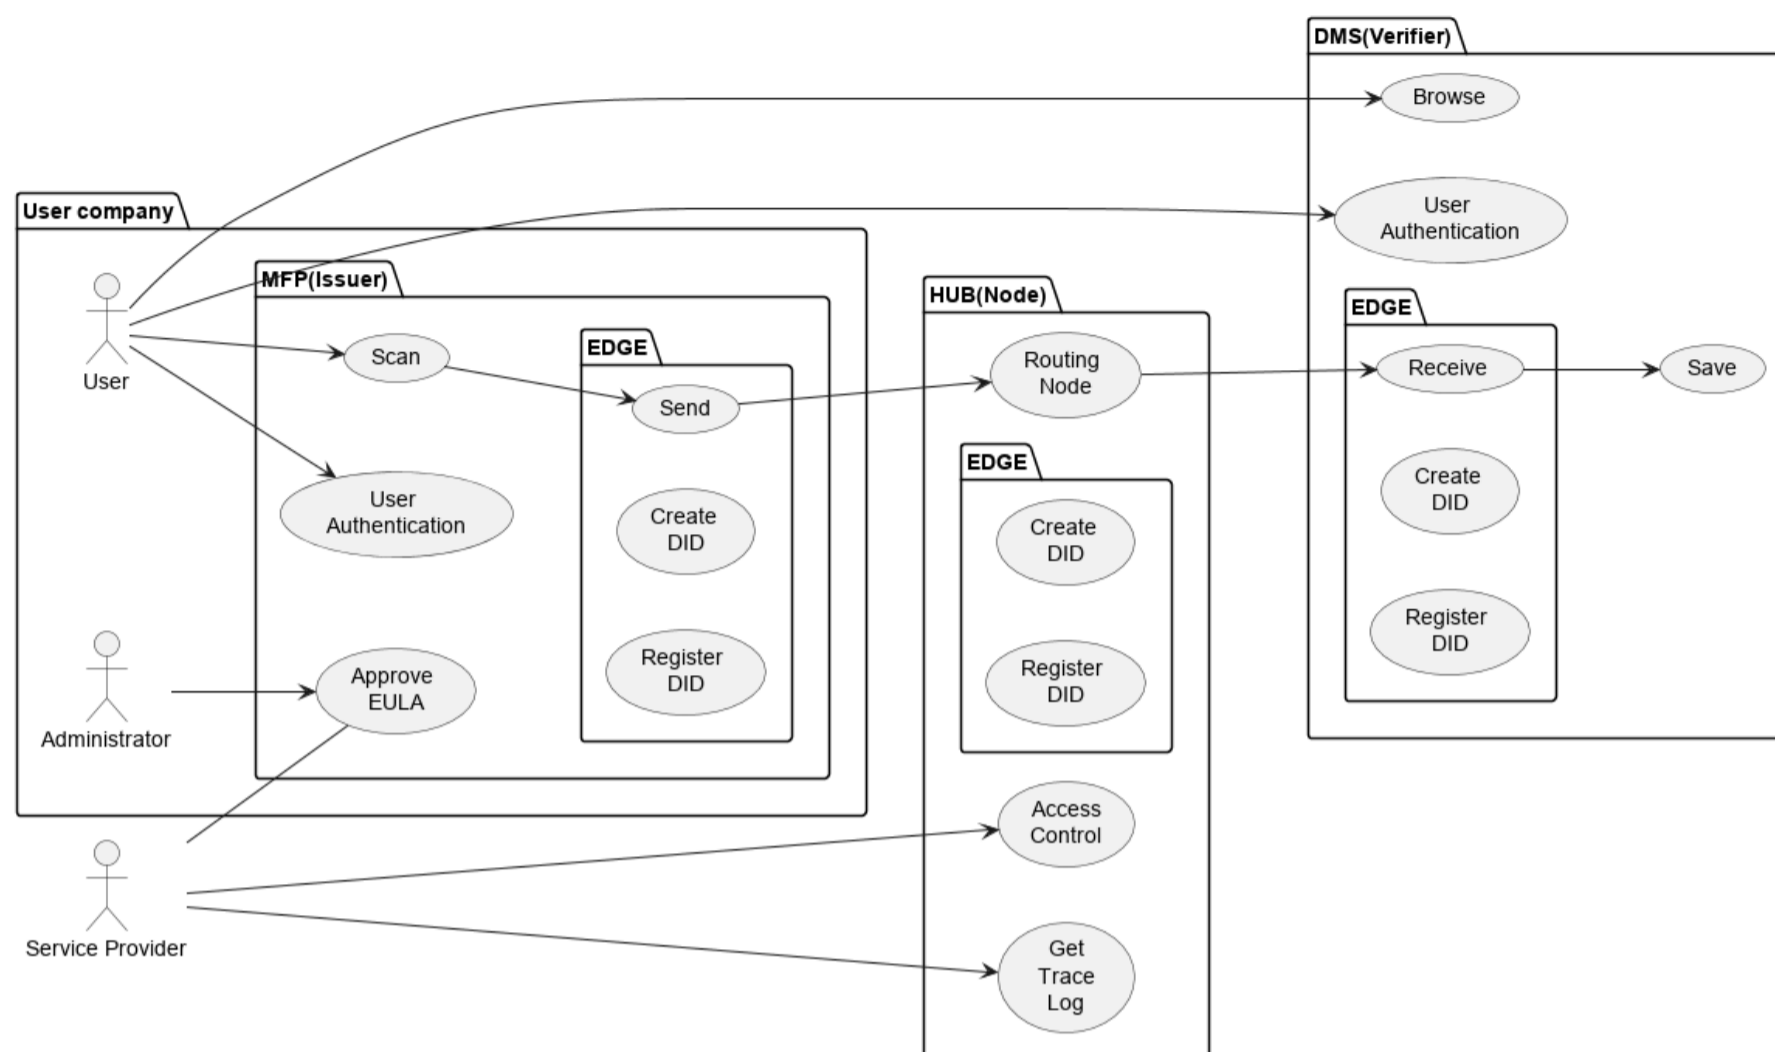 DMS(Verifier)
Browse
User
Authentication
User company
MFP(Issuer)
HUB(Node)
EDGE
User
Scan
EDGE
Send
Routing
Node
Receive
Save
User
Authentication
Create
DID
EDGE
Create
DID
Create
DID
Register
DID
Register
DID
Register
DID
Administrator
Approve
EULA
Access
Control
Service Provider
Get
Trace
Log